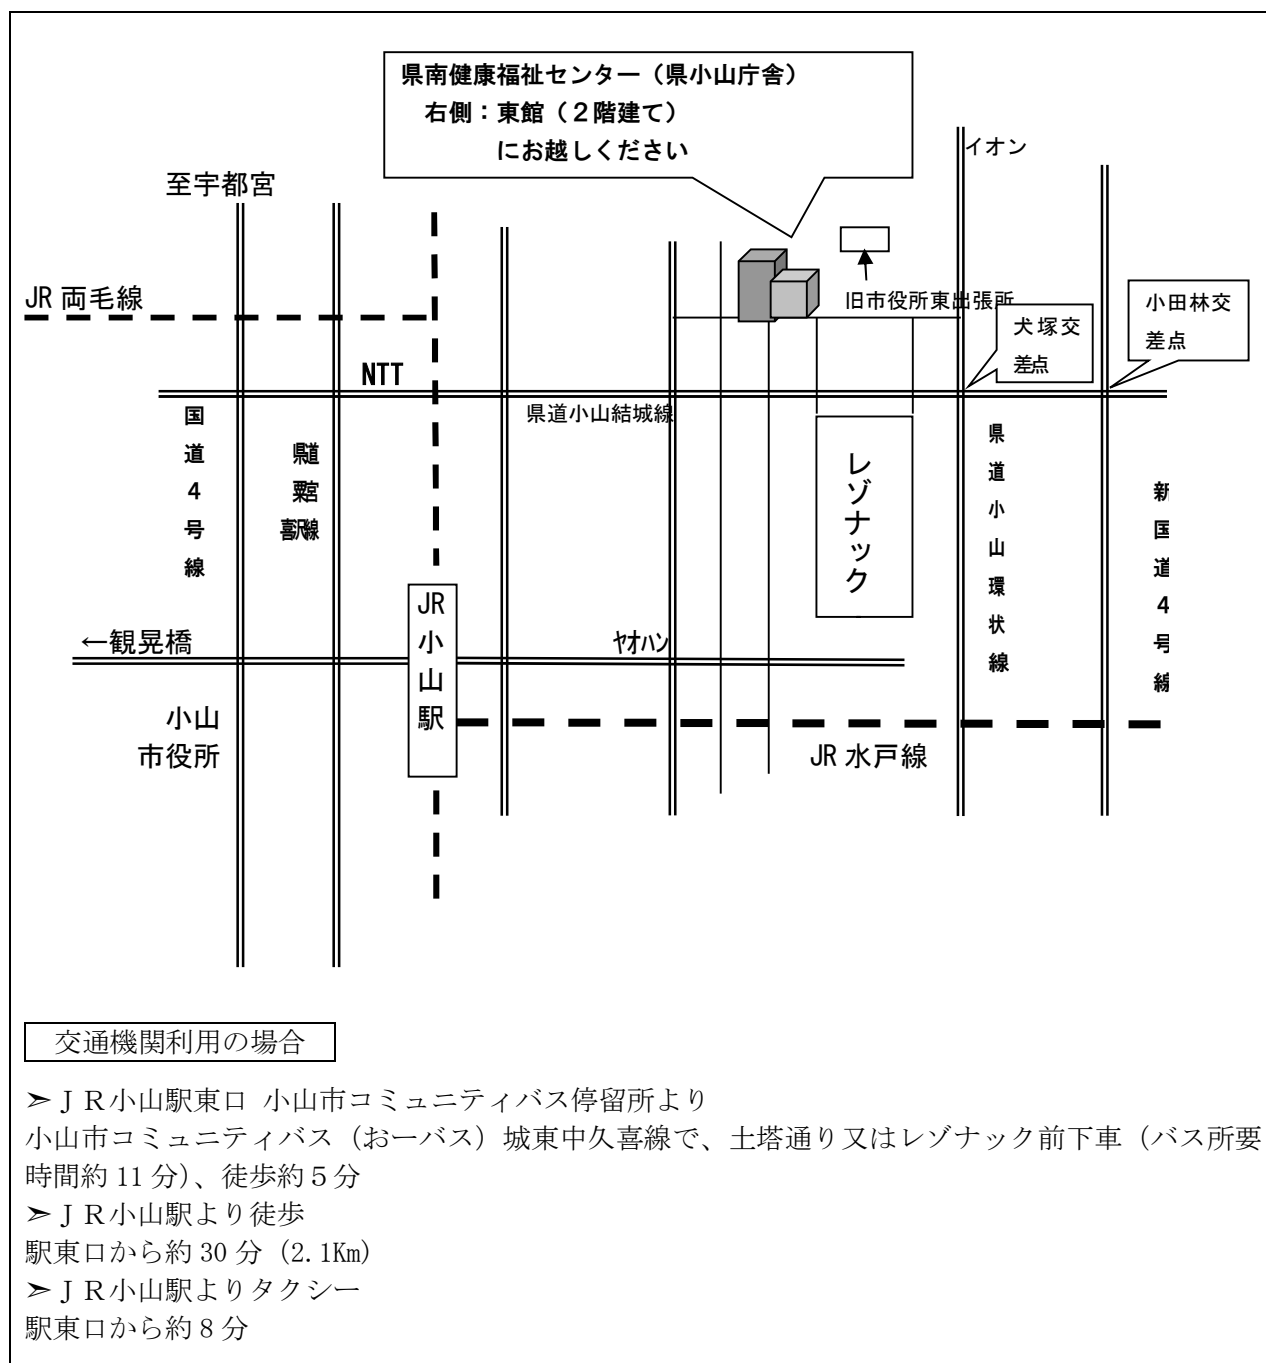 県南健康福祉センター（県小山庁舎）
右側：東館（２階建て）
にお越しください
イオン
至宇都宮
JR 両毛線
旧市役所東出張所
犬塚交
差点
小田林交
差点
NTT
県道小山結城線
国道４号線
県道
粟宮
喜沢線
レゾナック
県道小山環状線
新国道４号線
JR
小山駅
←観晃橋
ヤオハン
小山
市役所
JR 水戸線
交通機関利用の場合
➣ＪＲ小山駅東口 小山市コミュニティバス停留所より
小山市コミュニティバス（おーバス）城東中久喜線で、土塔通り又はレゾナック前下車（バス所要
時間約 11 分）、徒歩約５分
➣ＪＲ小山駅より徒歩
駅東口から約 30 分（2.1Km）
➣ＪＲ小山駅よりタクシー
駅東口から約８分